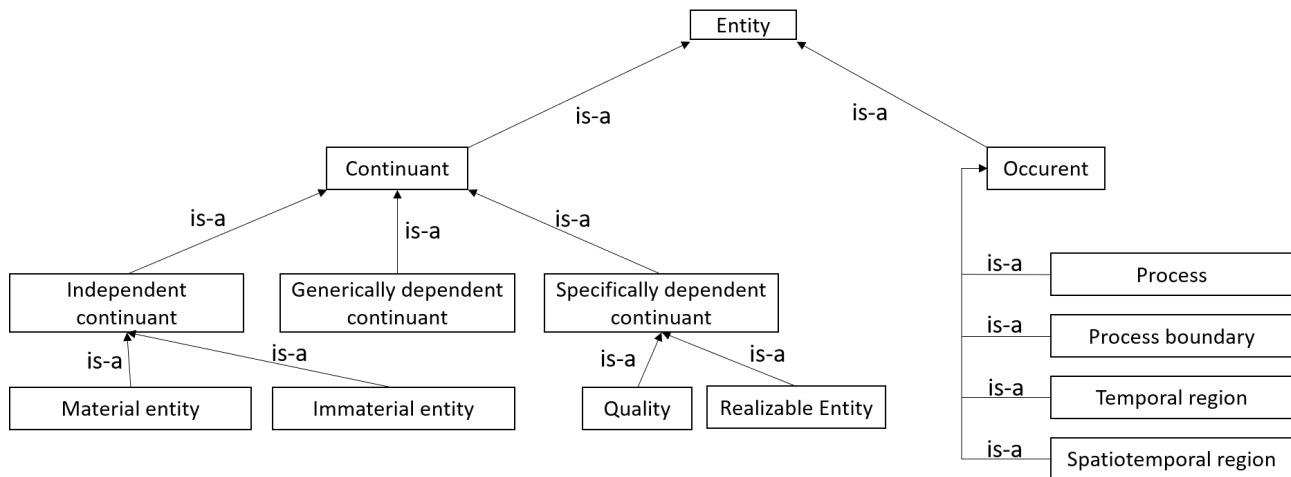 Entity
is-a
is-a
Continuant
Occurent
is-a
is-a
is-a
Independent
continuant
Generically dependent
continuant
Specifically dependent
continuant
is-a
is-a
is-a
is-a
Material entity
Immaterial entity
Quality
Realizable Entity
is-a
Process
is-a
Process boundary
is-a
Temporal region
is-a
Spatiotemporal region